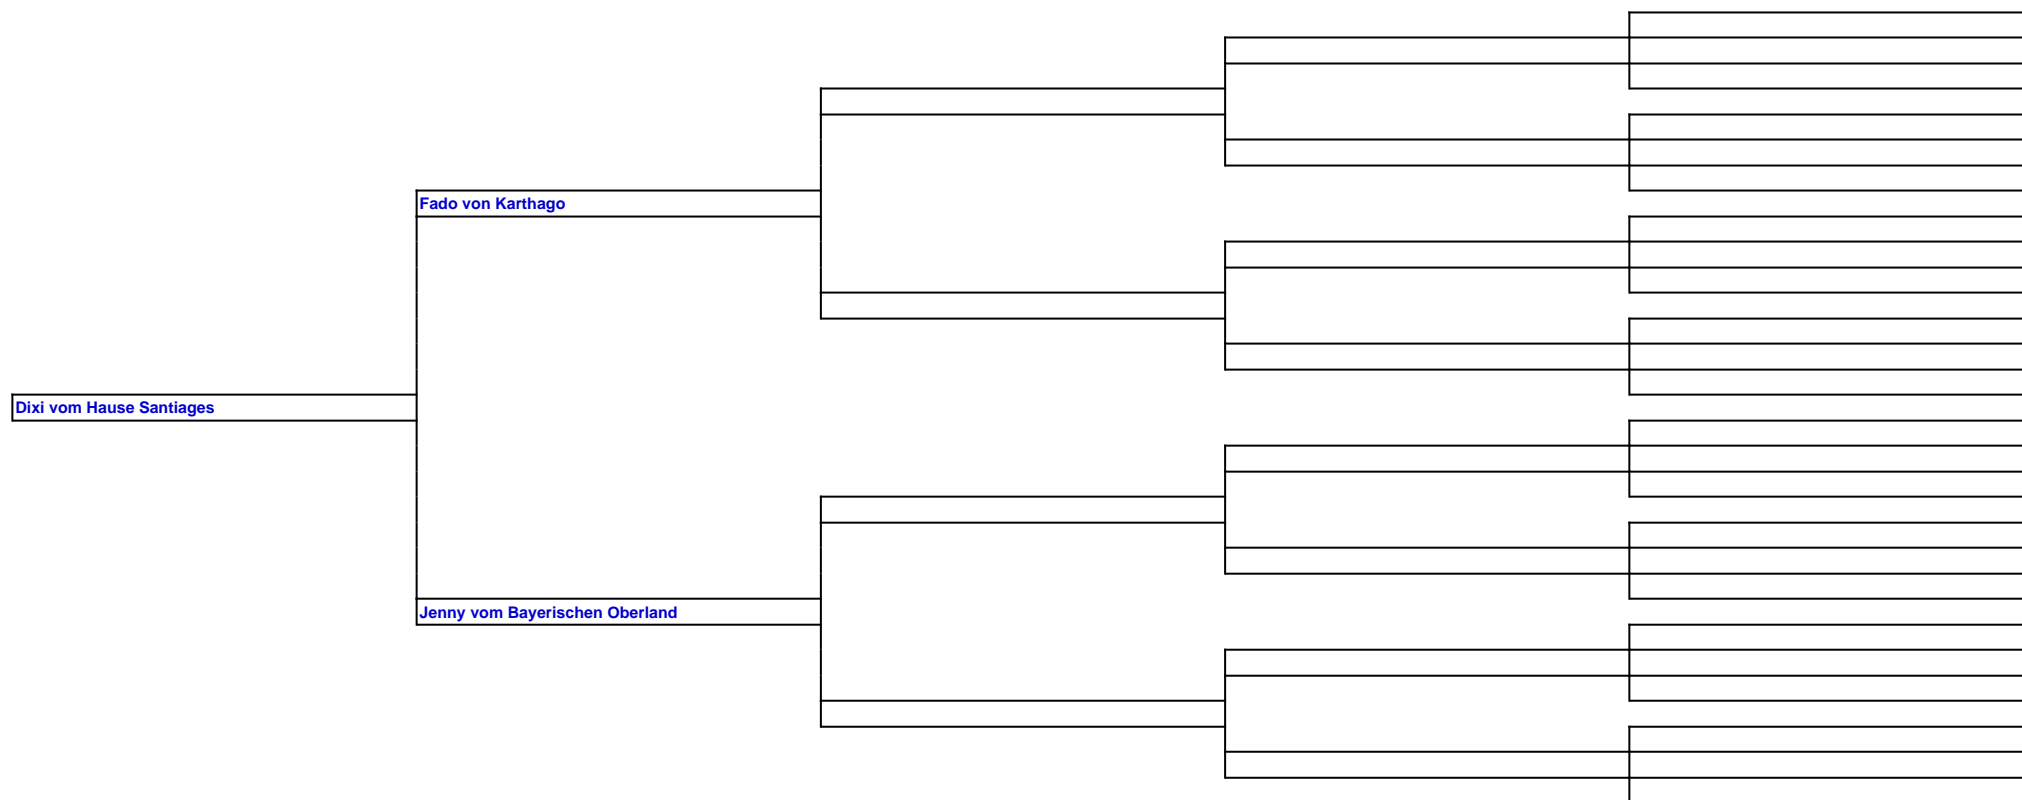 Fado von Karthago
Dixi vom Hause Santiages
Jenny vom Bayerischen Oberland